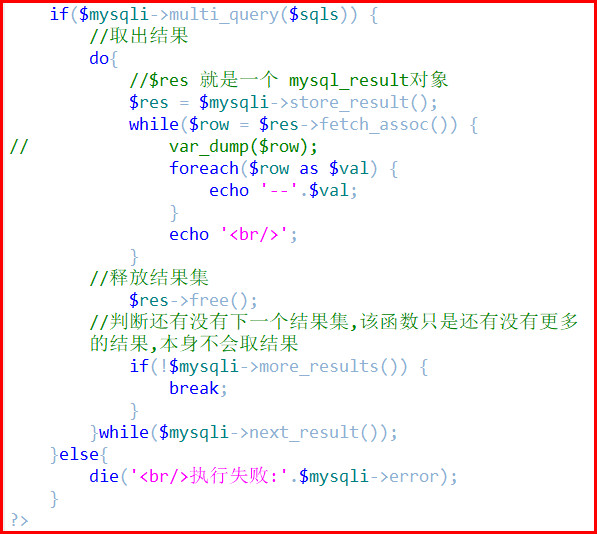 if($mysqli->multi_query($sqls)) {
//取出结果
do{
//$res 就是一个 mysql_result对象
$res = $mysqli->store_result();
while($row = $res->fetch_assoc()) {
// var_dump($row);
foreach($row as $val) {
echo '--'.$val;
}
echo '<br/>';
}
//释放结果集
$res->free();
//判断还有没有下一个结果集,该函数只是还有没有更多
的结果,本身不会取结果
if(!$mysqli->more_results()) {
break;
}
}while($mysqli->next_result());
}else{
die('<br/>执行失败:'.$mysqli->error);
}
?>